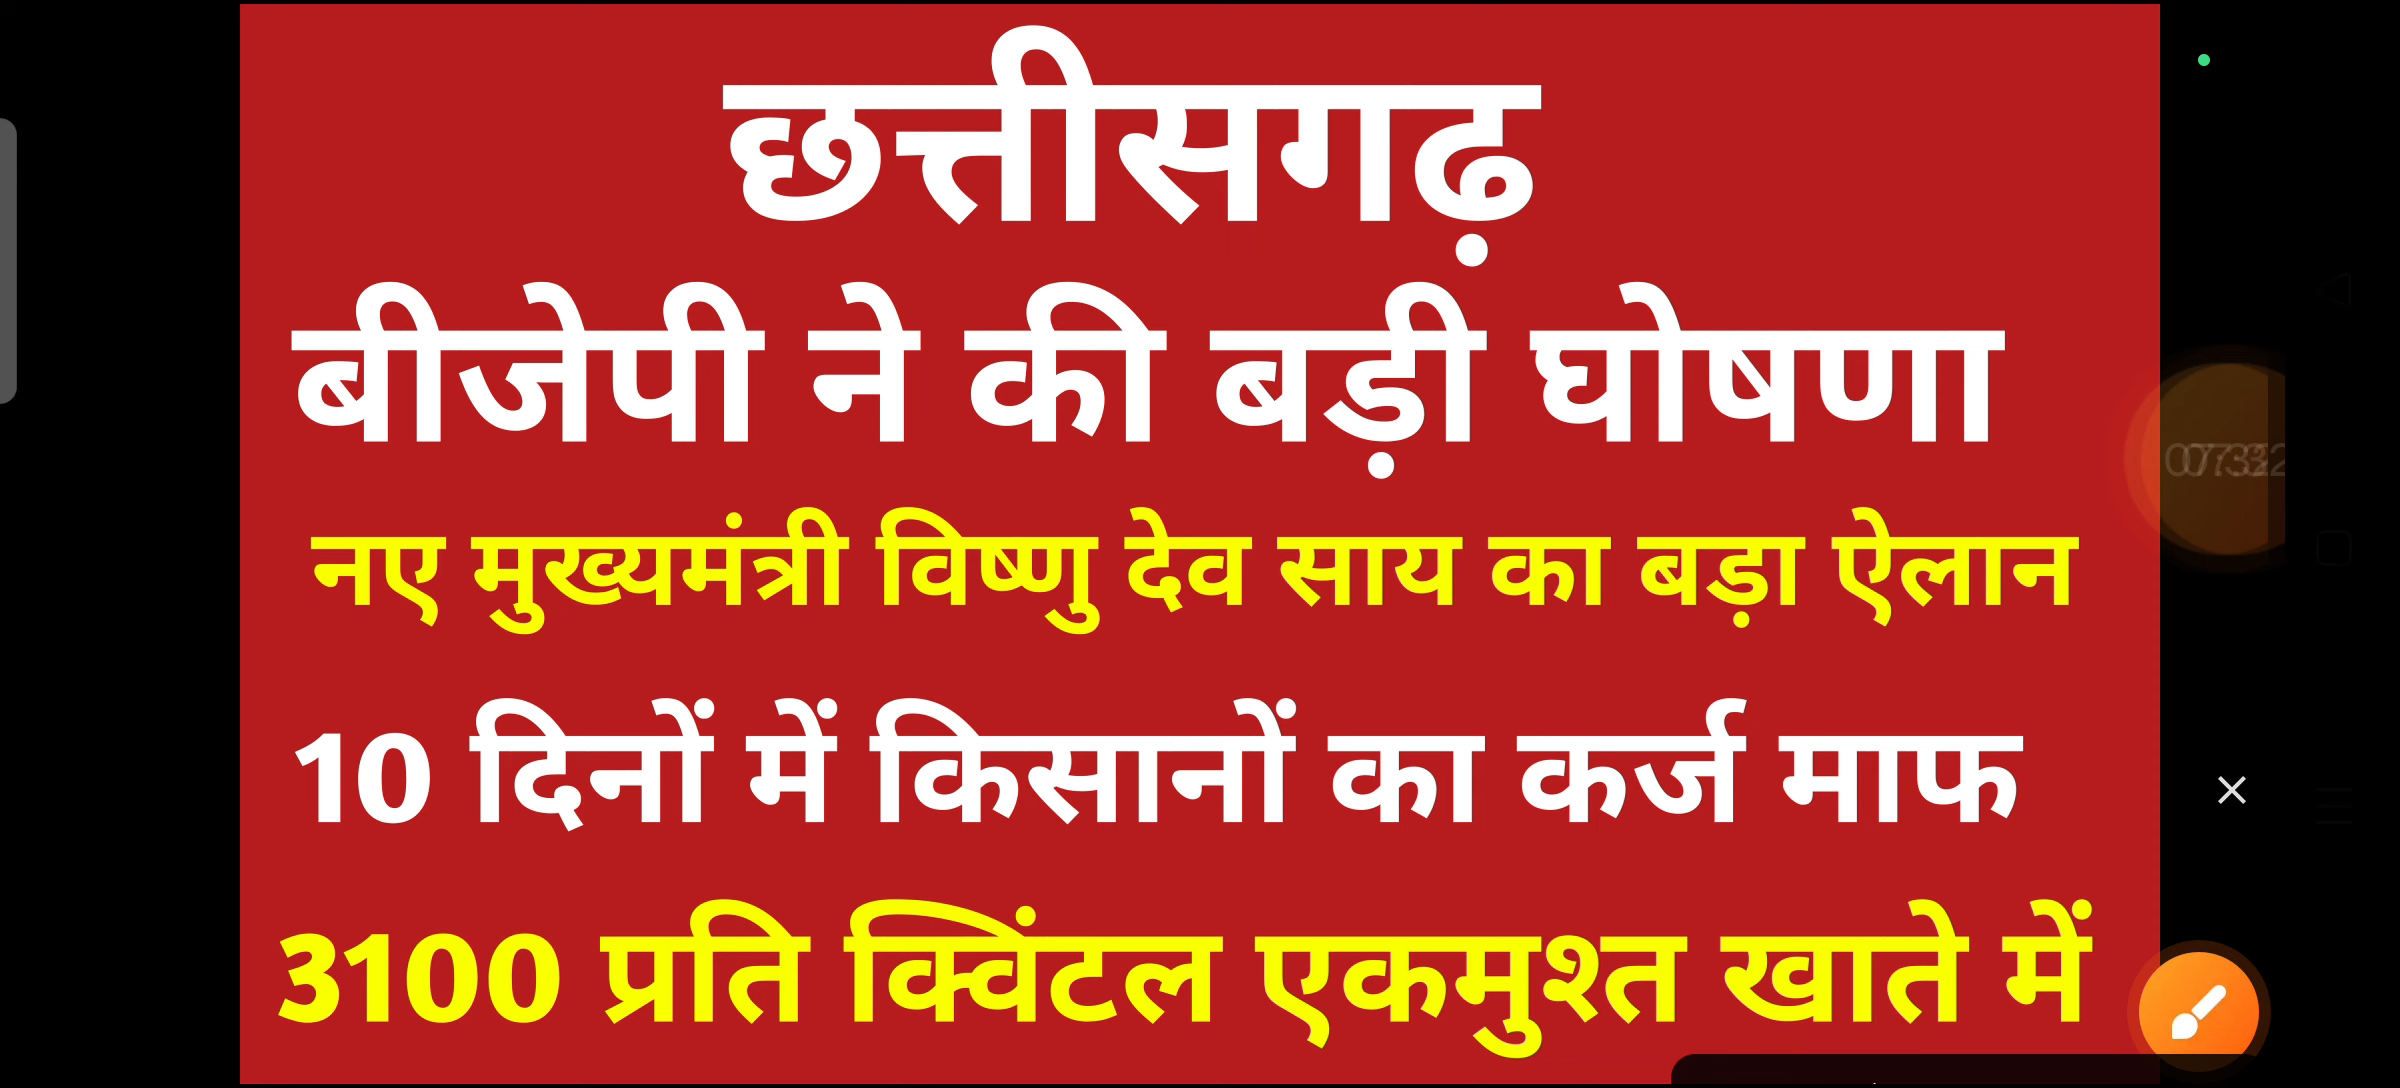 छत्तीसगढ़
बीजेपी ने की बड़ी घोषणा
नए मुख्यमंत्री विष्णु देव साय का बड़ा ऐलान
10 दिनों में किसानों का कर्ज माफ
3100 प्रति क्विंटल एकमुश्त खाते में